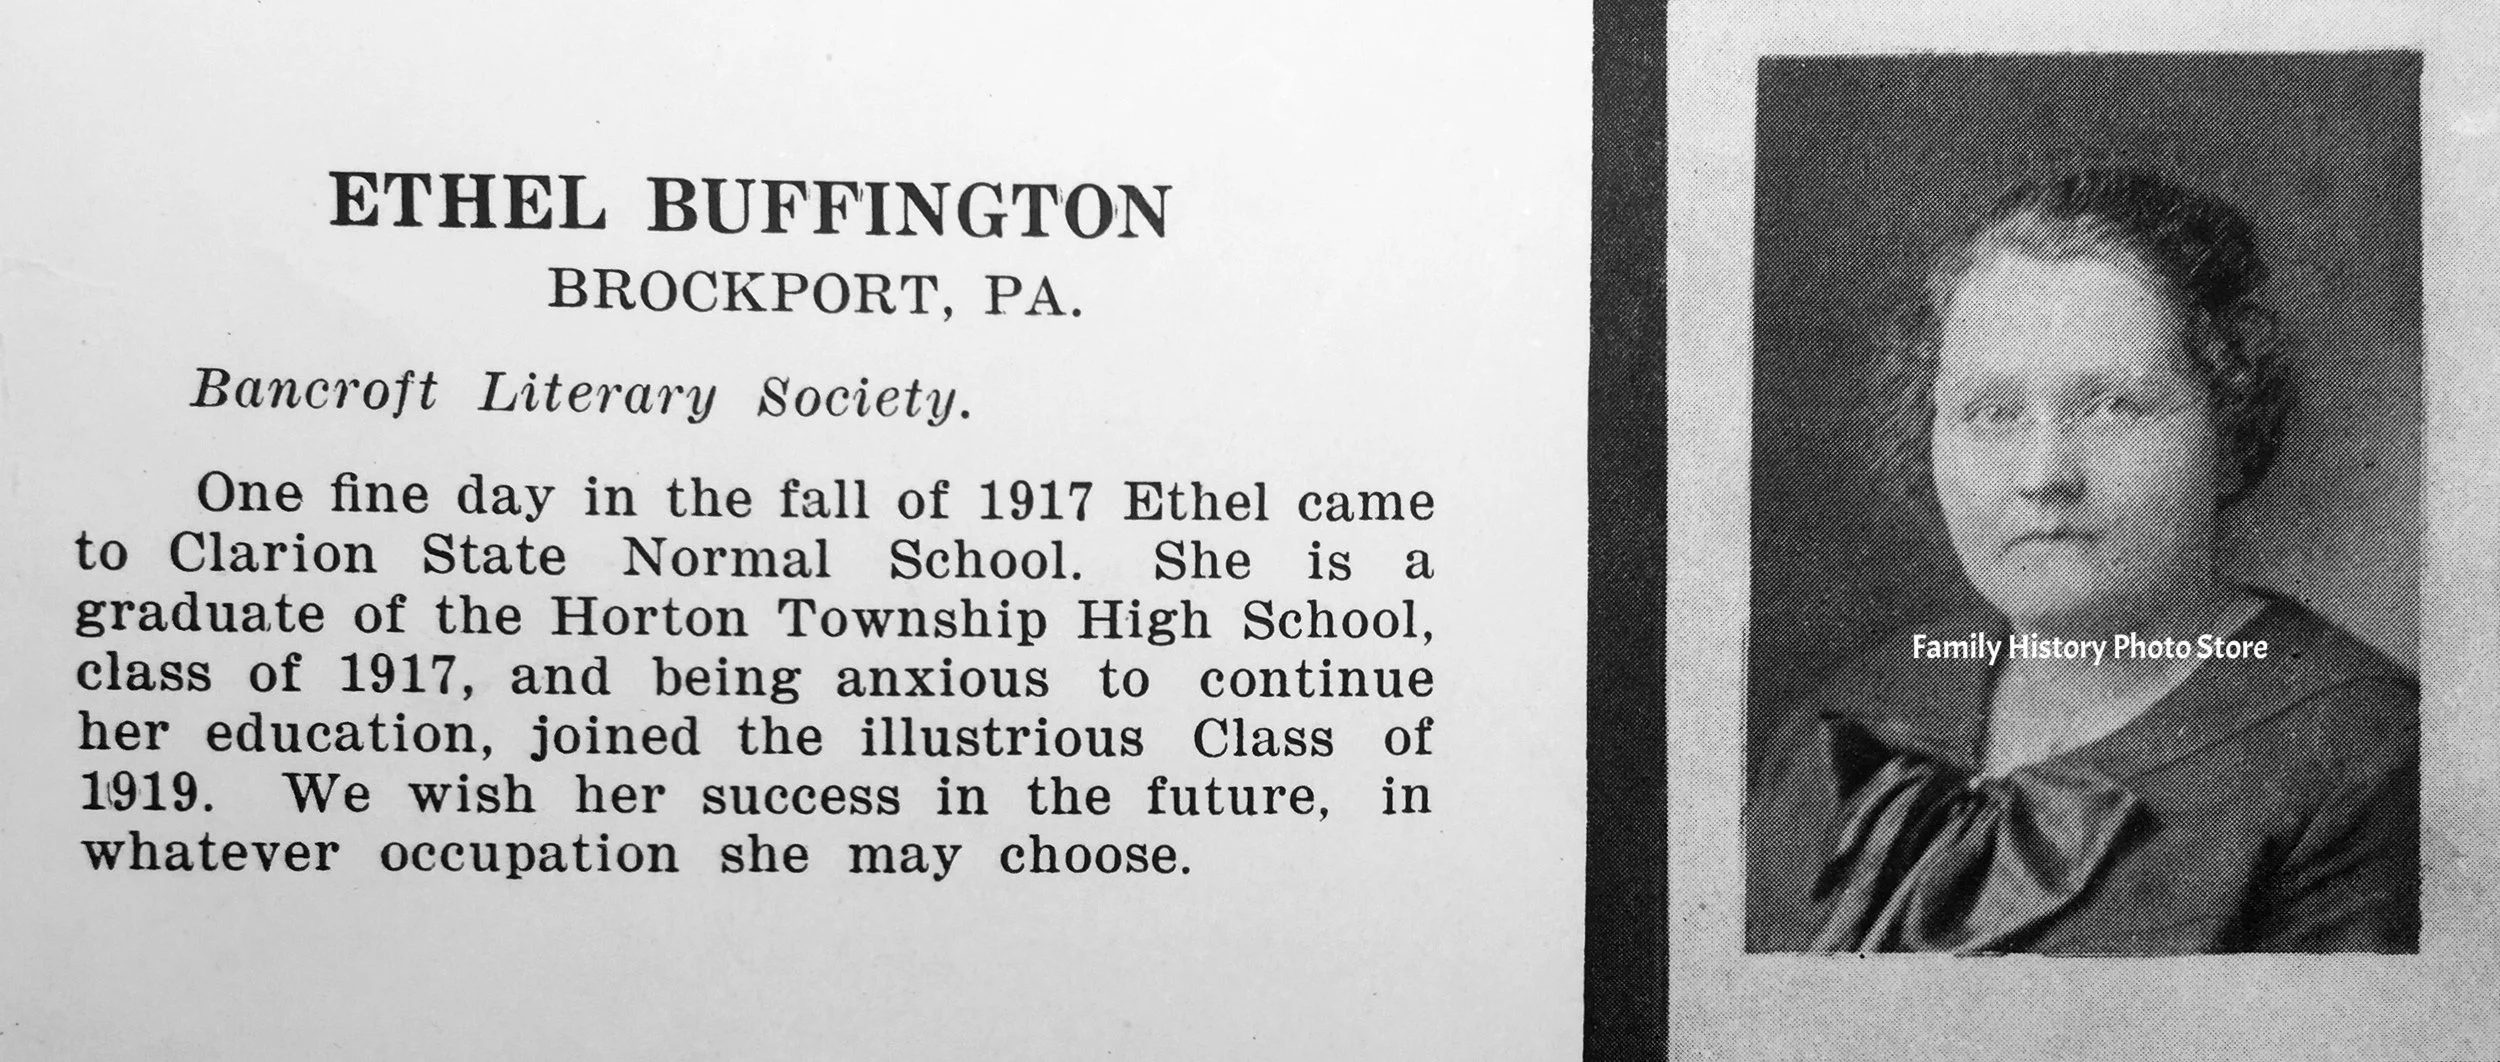 ETHEL BUFFINGTON
BROCKPORT, PA.
Bancroft Literary Society.
One fine day in the fall of 1917 Ethel came
to Clarion State Normal School. She is a
graduate of the Horton Township High School,
class of 1917, and being anxious to continue
her education, joined the illustrious Class of
1919. We wish her success in the future, in
whatever occupation she may choose.
Family History Photo Store